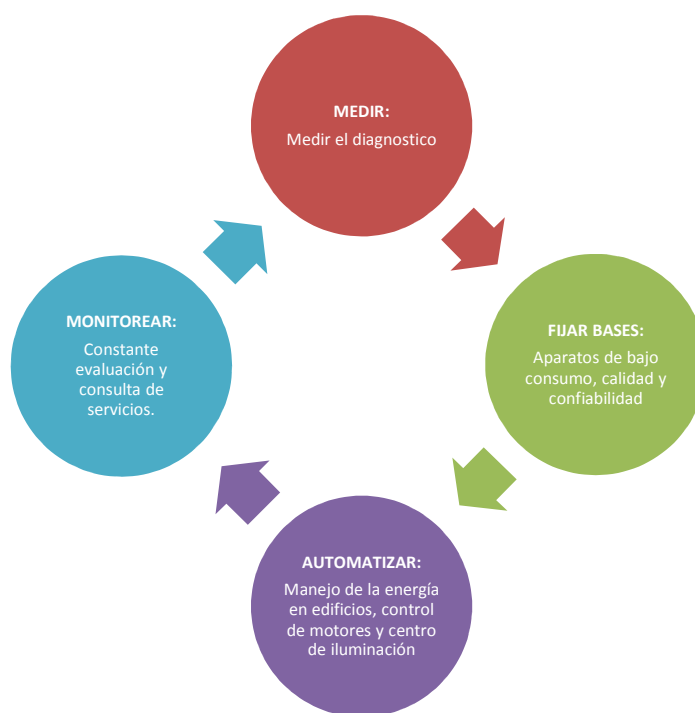 MEDIR:
Medir el diagnostico
FIJAR BASES:
Aparatos de bajo
consumo, calidad y
confiabilidad
AUTOMATIZAR:
Manejo de la energía
en edificios, control
de motores y centro
de iluminación
MONITOREAR:
Constante
evaluación y
consulta de
servicios.